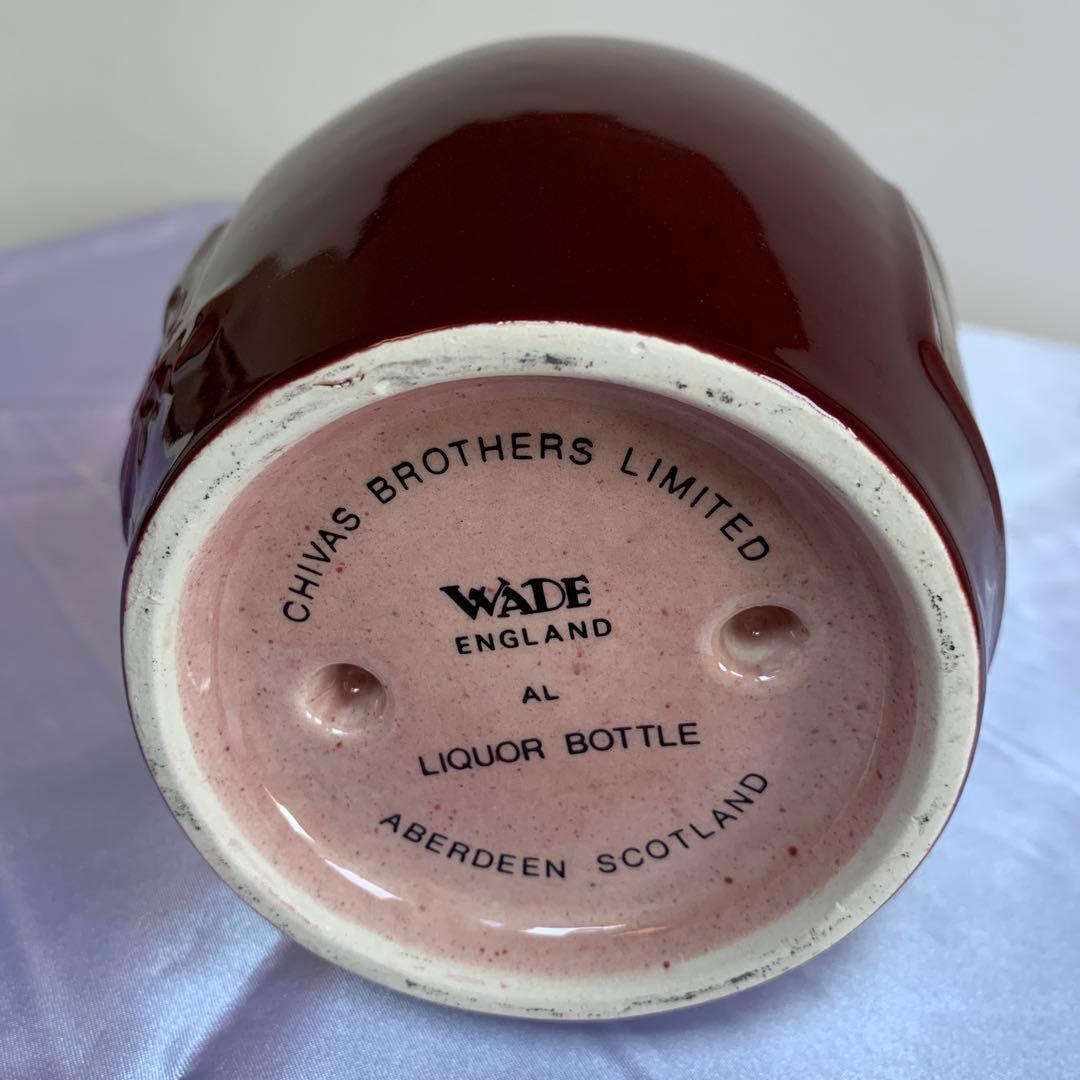 CHIVAS BROTHERS LIMITED
WADE
ENGLAND
AL
LIQUOR BOTTLE
ABERDEEN SCOTLAND